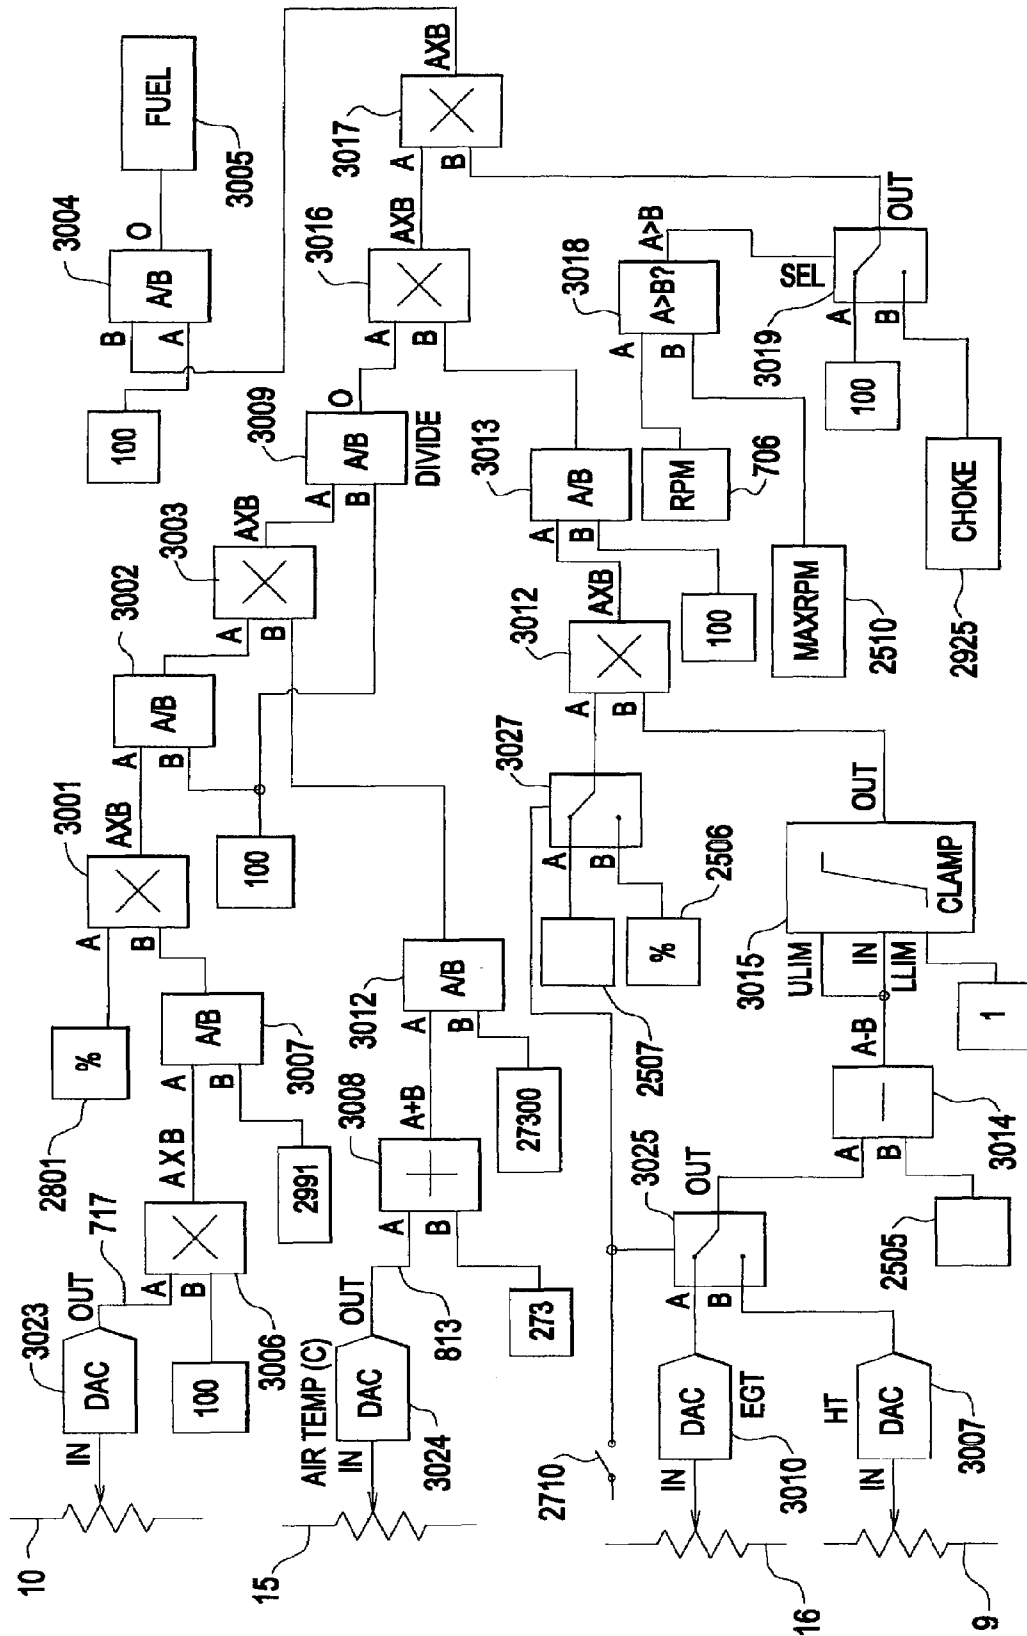 10
3023
OUT
717
IN
DAC
A
B
3006
100
A X B
2801
%
A
B
2991
A/B
3007
A
B
3001
AXB
A
B
3002
A/B
100
A
B
3003
AXB
A
B
3009
A/B
O
DIVIDE
100
3004
B
A
A/B
O
FUEL
3005
15
AIR TEMP (C)
IN
DAC
OUT
3024
813
A
B
273
3008
A+B
27300
3012
A
B
A/B
3016
A
B
AXB
3017
A
B
AXB
2710
16
IN
DAC
3010
EGT
9
HT
IN
DAC
3007
3025
A
B
OUT
2505
A
B
3014
A-B
1
3015
ULIM
IN
LLIM
CLAMP
OUT
2507
%
2506
3027
A
B
3012
A
B
AXB
100
3013
A
B
A/B
RPM
706
MAXRPM
2510
3018
A
B
A>B?
A>B
CHOKE
2925
100
3019
SEL
A
B
OUT